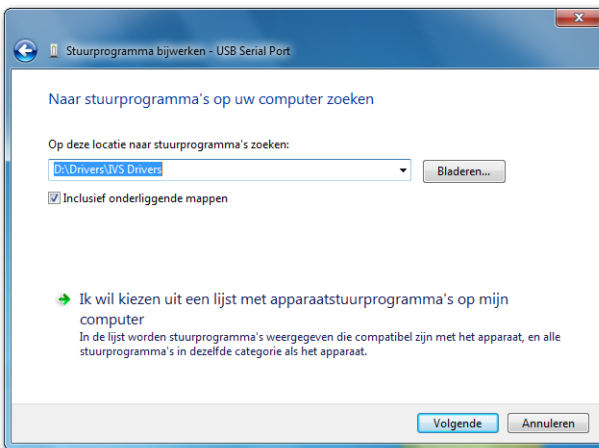 Stuurprogramma bijwerken - USB Serial Port
Naar stuurprogramma's op uw computer zoeken
Op deze locatie naar stuurprogramma's zoeken:
D:\Drivers\IVS Drivers
Bladeren...
Inclusief onderliggende mappen
Ik wil kiezen uit een lijst met apparaatstuurprogramma's op mijn
computer
In de lijst worden stuurprogramma's weergegeven die compatibel zijn met het apparaat, en alle
stuurprogramma's in dezelfde categorie als het apparaat.
Volgende
Annuleren